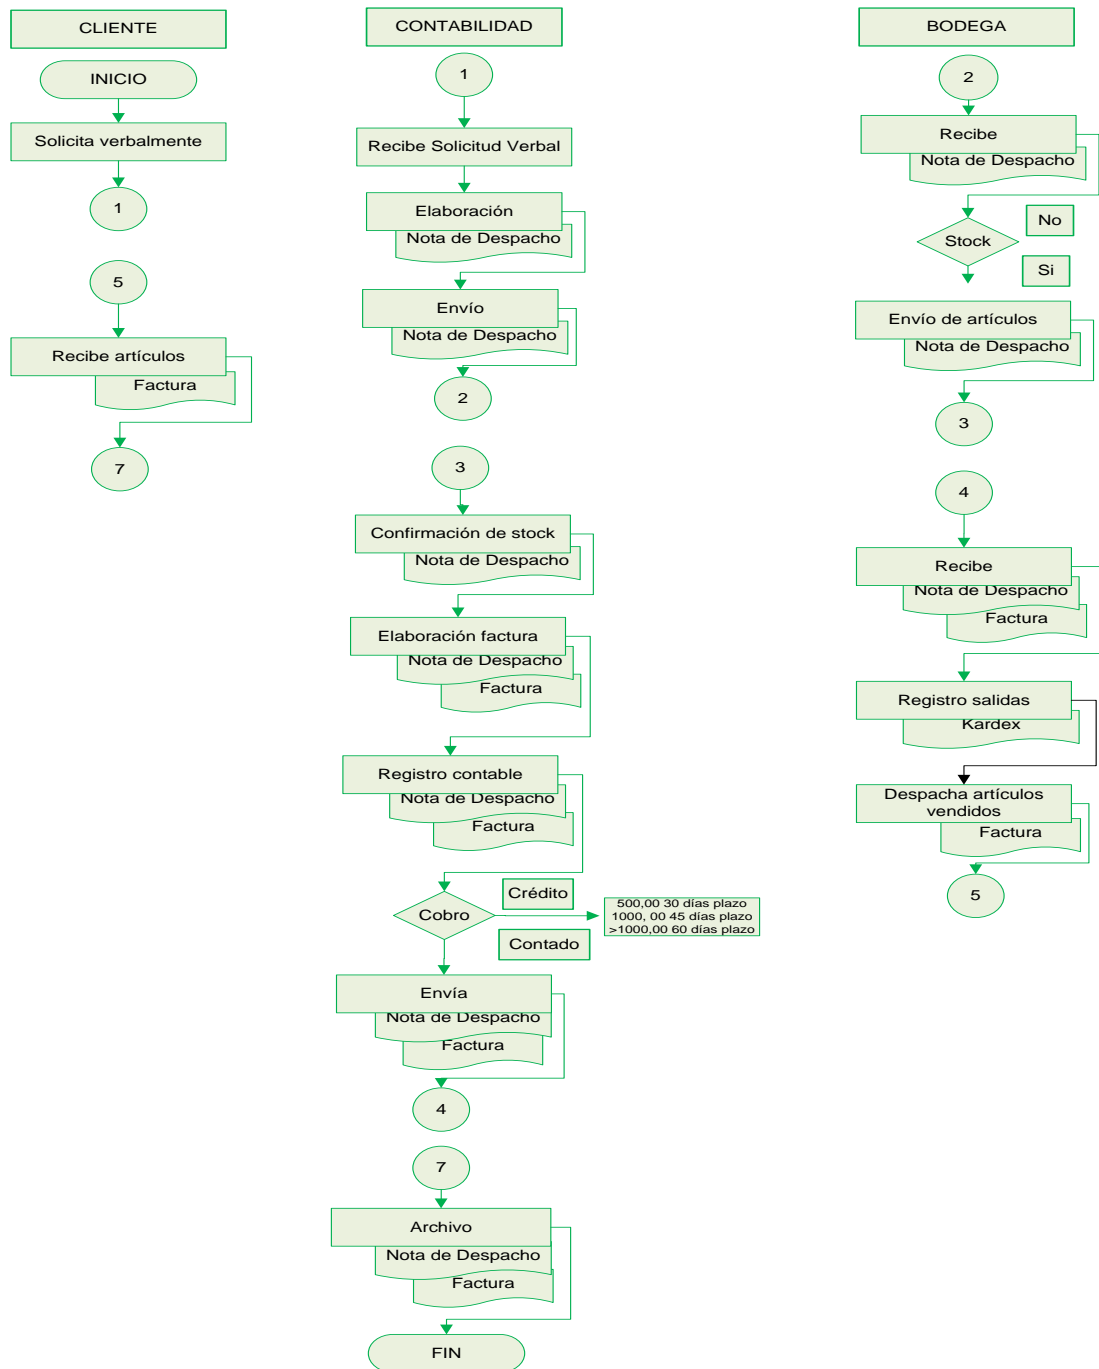 CLIENTE
INICIO
Solicita verbalmente
1
5
Recibe artículos
Factura
7
CONTABILIDAD
1
Recibe Solicitud Verbal
Elaboración
Nota de Despacho
Envío
Nota de Despacho
2
3
Confirmación de stock
Nota de Despacho
Elaboración factura
Nota de Despacho
Factura
Registro contable
Nota de Despacho
Factura
Cobro
Crédito
500,00 30 días plazo
1000, 00 45 días plazo
>1000,00 60 días plazo
Contado
Envía
Nota de Despacho
Factura
4
7
Archivo
Nota de Despacho
Factura
FIN
BODEGA
2
Recibe
Nota de Despacho
No
Stock
Si
Envío de artículos
Nota de Despacho
3
4
Recibe
Nota de Despacho
Factura
Registro salidas
Kardex
Despacha artículos
vendidos
Factura
5